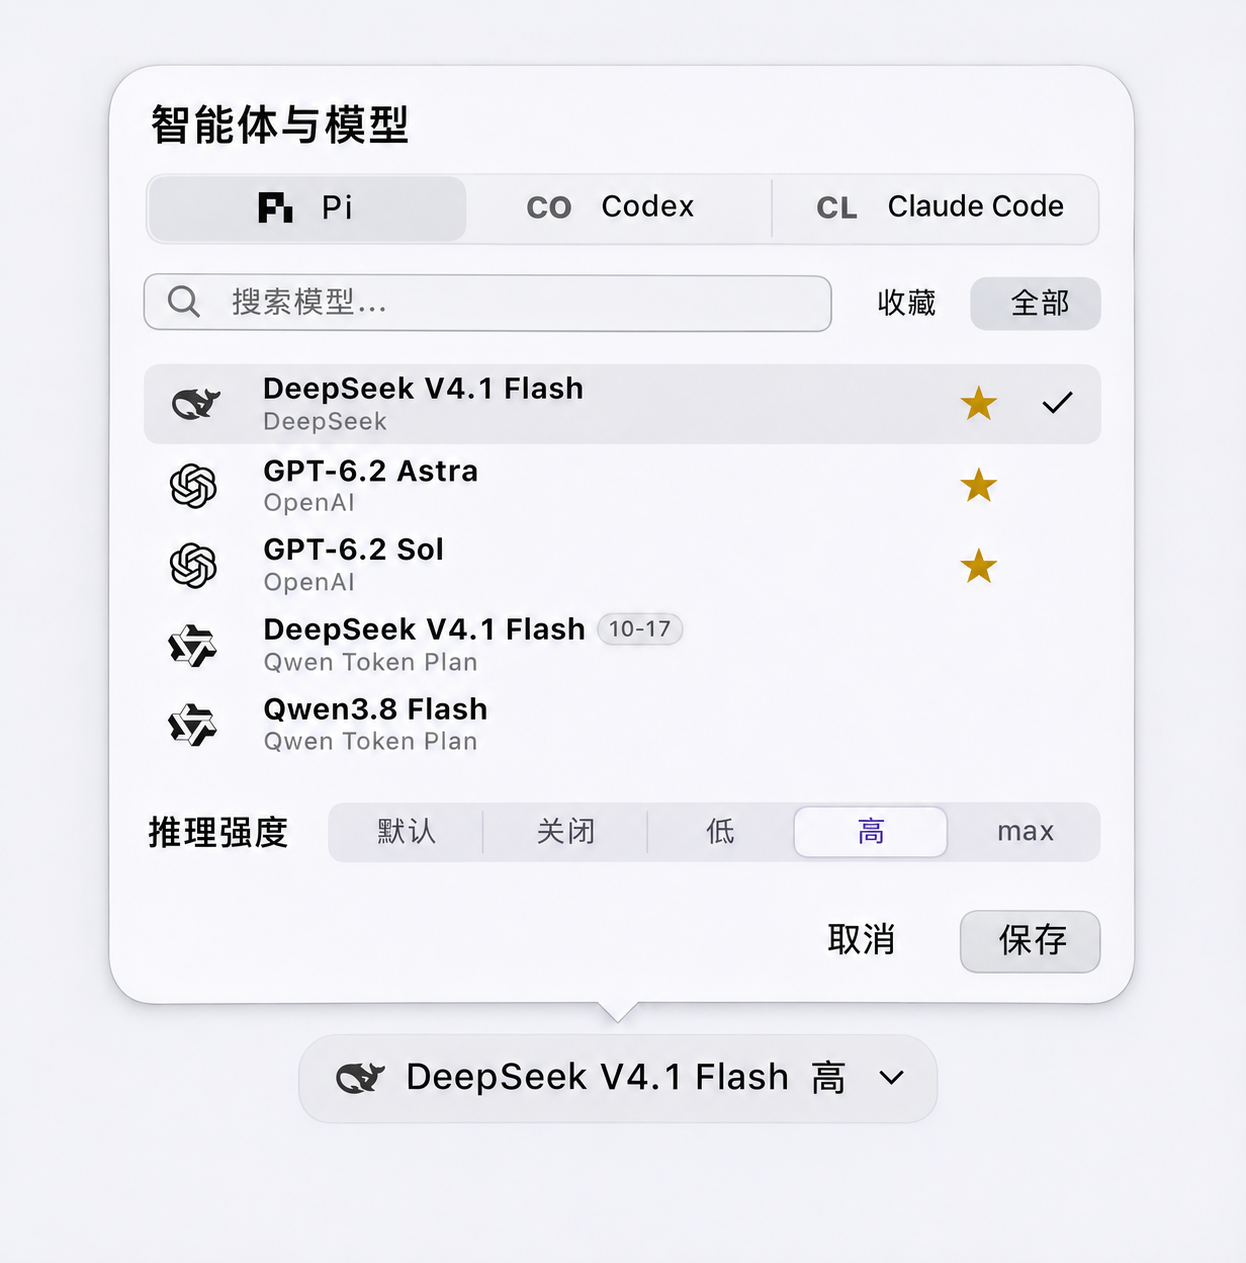 智能体与模型
Pi
CO Codex
CL Claude Code
搜索模型...
收藏
全部
DeepSeek V4.1 Flash
DeepSeek
GPT-6.2 Astra
OpenAI
GPT-6.2 Sol
OpenAI
DeepSeek V4.1 Flash 10-17
Qwen Token Plan
Qwen3.8 Flash
Qwen Token Plan
推理强度 默认 关闭 低 高 max
取消 保存
DeepSeek V4.1 Flash 高